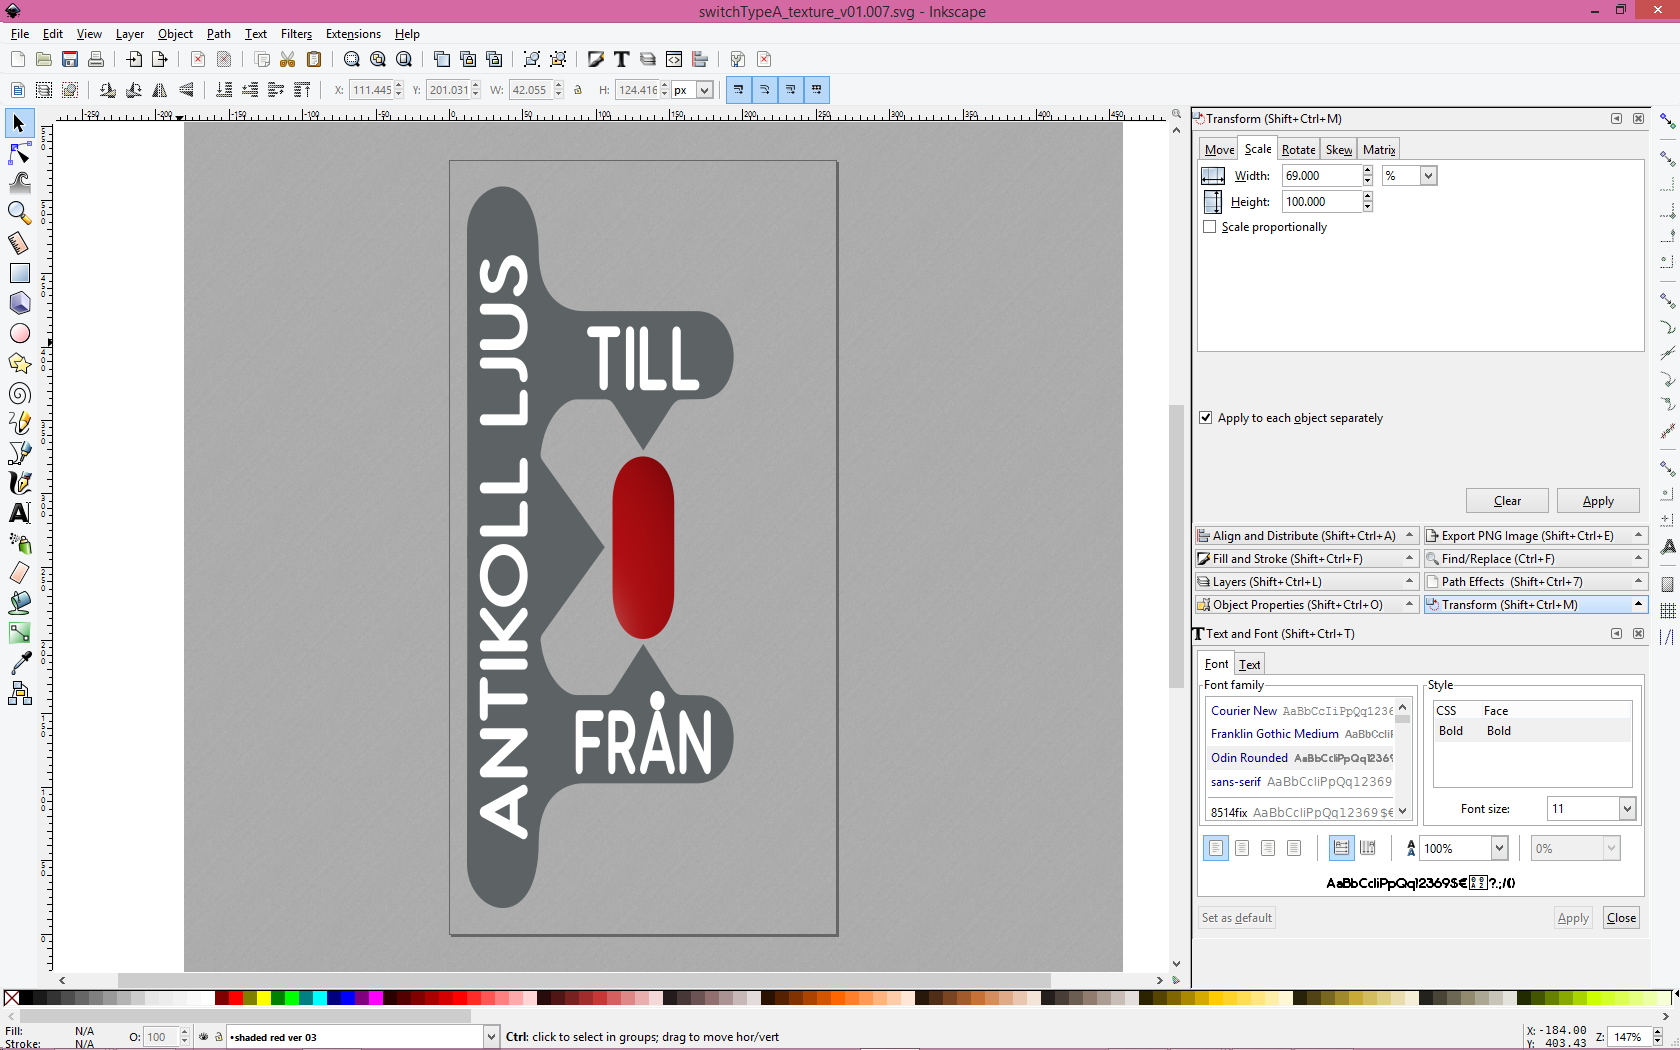 switchTypeA_texture_v01.007.svg - Inkscape
File Edit View Layer Object Path Text Filters Extensions Help
X: 111.445 Y: 201.031 W: 42.055 H: 124.416 px
Transform (Shift+Ctrl+M)
Move Scale Rotate Skew Matrix
Width: 69.000 %
Height: 100.000
Scale proportionally
Apply to each object separately
Clear Apply
Align and Distribute (Shift+Ctrl+A) Export PNG Image (Shift+Ctrl+E)
Fill and Stroke (Shift+Ctrl+F) Find/Replace (Ctrl+F)
Layers (Shift+Ctrl+L) Path Effects (Shift+Ctrl+7)
Object Properties (Shift+Ctrl+O) Transform (Shift+Ctrl+M)
Text and Font (Shift+Ctrl+T)
Font Text
Font family Style
Courier New AaBbCcIiPpQq1236
Franklin Gothic Medium AaBbCcIiF
Odin Rounded AaBbCcIiPpQq12369
sans-serif AaBbCcIiPpQq12369
8514fix AaBbCcIiPpQq12369$€
CSS Face
Bold Bold
Font size: 11
100% 0%
AaBbCcIiPpQq12369$€ ?.;/()
Set as default Apply Close
ANTIKOLL LJUS
TILL
FRÅN
Fill: N/A
Stroke: N/A
O: 100
•shaded red ver 03
Ctrl: click to select in groups; drag to move hor/vert
X: -184.00
Y: 403.43
Z: 147%